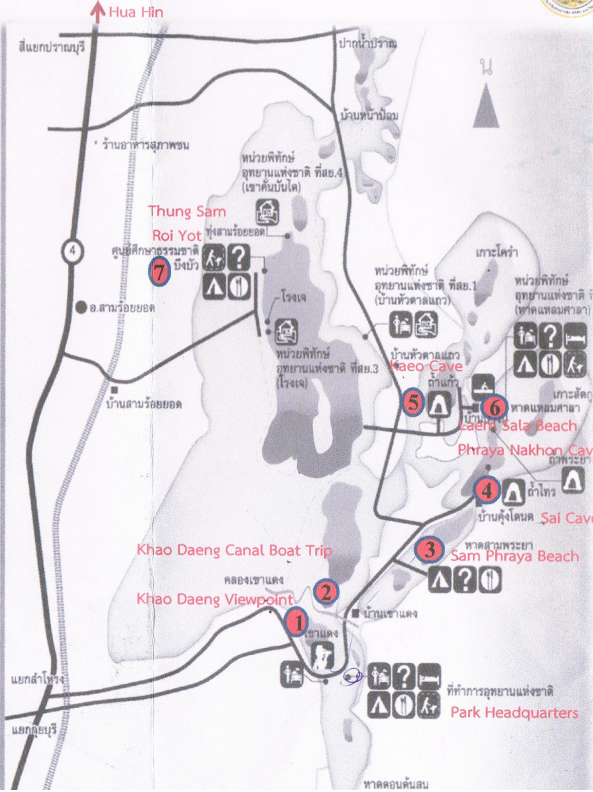 Hua Hin
สี่แยกปราณบุรี
ปากน้ำปราณ
น
บ้านหน้าป้อม
ร้านอาหารสุภาพชน
หน่วยพิทักษ์
อุทยานแห่งชาติ ที่สย.4
(เขาคั่นบันได)
Thung Sam
Roi Yot
ทุ่งสามร้อยยอด
ศูนย์ศึกษาธรรมชาติ
บึงบัว
7
4
อ.สามร้อยยอด
โรงเจ
หน่วยพิทักษ์
อุทยานแห่งชาติ ที่สย.3
(โรงเจ)
บ้านสามร้อยยอด
เกาะโครำ
หน่วยพิทักษ์
อุทยานแห่งชาติ ที่สย.1
(บ้านหัวตาลแถว)
หน่วยพิทักษ์
อุทยานแห่งชาติ
(หาดแหลมศาลา)
บ้านหัวตาลแถว
Kaeo Cave
ถ้ำแก้ว
5
6
หาดแหลมศาลา
Laem Sala Beach
Phraya Nakhon
4
ถ้ำไทร
บ้านคุ้งโตนด
Sai
หาดสามพระยา
3
Sam Phraya Beach
Khao Daeng Canal Boat Trip
คลองเขาแดง
2
Khao Daeng Viewpoint
1
เขาแดง
บ้านเขาแดง
แยกสำโหรง
แยกกุยบุรี
ที่ทำการอุทยานแห่งชาติ
Park Headquarters
หาดดอนต้นสน